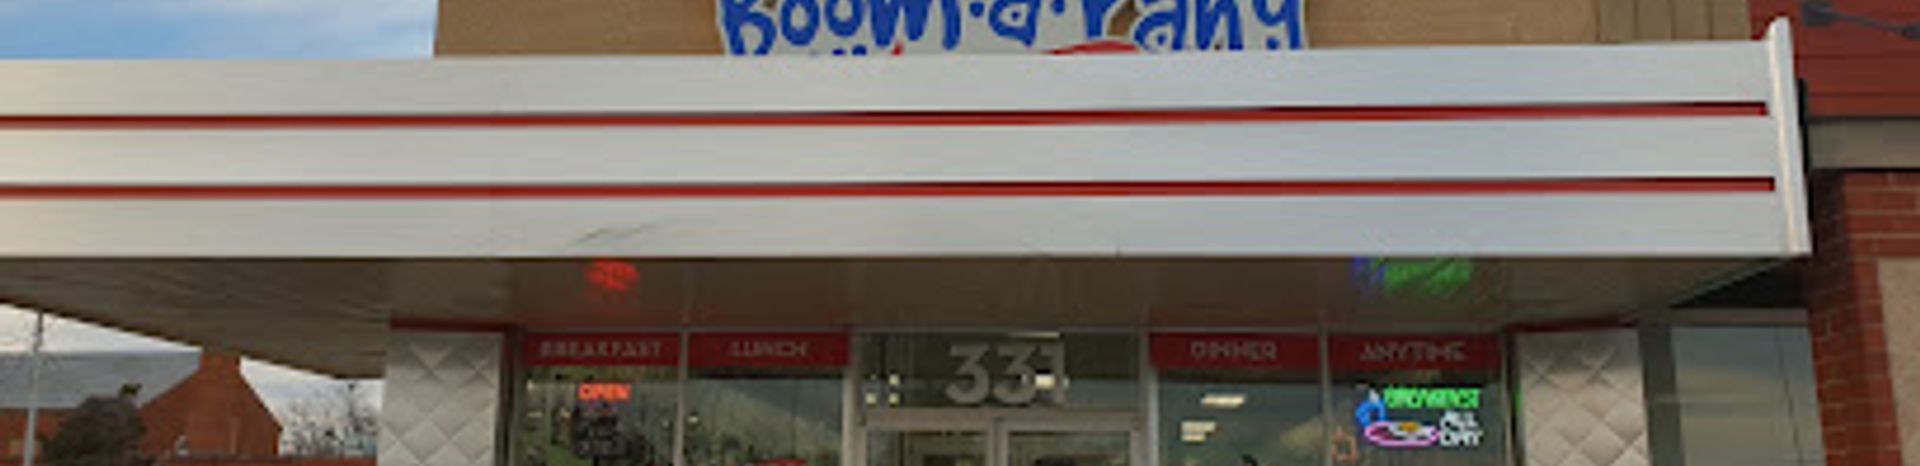 Boom-a-Rang
BREAKFAST
LUNCH
331
DINNER
ANYTIME
OPEN
BREAKFAST
ALL
DAY